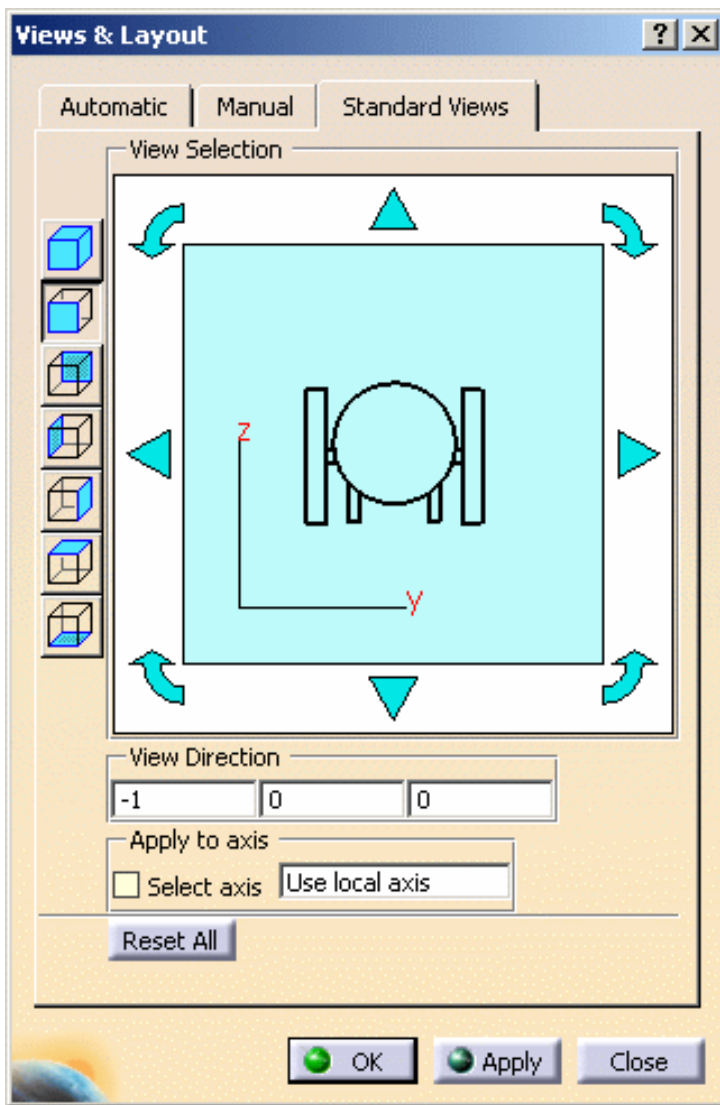 Views & Layout
Automatic Manual Standard Views
View Selection
z
y
View Direction
-1 0 0
Apply to axis
Select axis Use local axis
Reset All
OK Apply Close